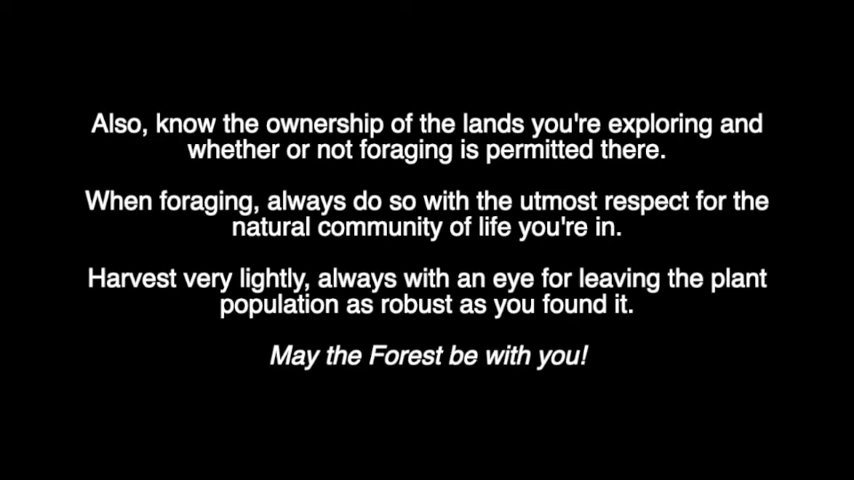 Also, know the ownership of the lands you're exploring and
whether or not foraging is permitted there.
When foraging, always do so with the utmost respect for the
natural community of life you're in.
Harvest very lightly, always with an eye for leaving the plant
population as robust as you found it.
May the Forest be with you!